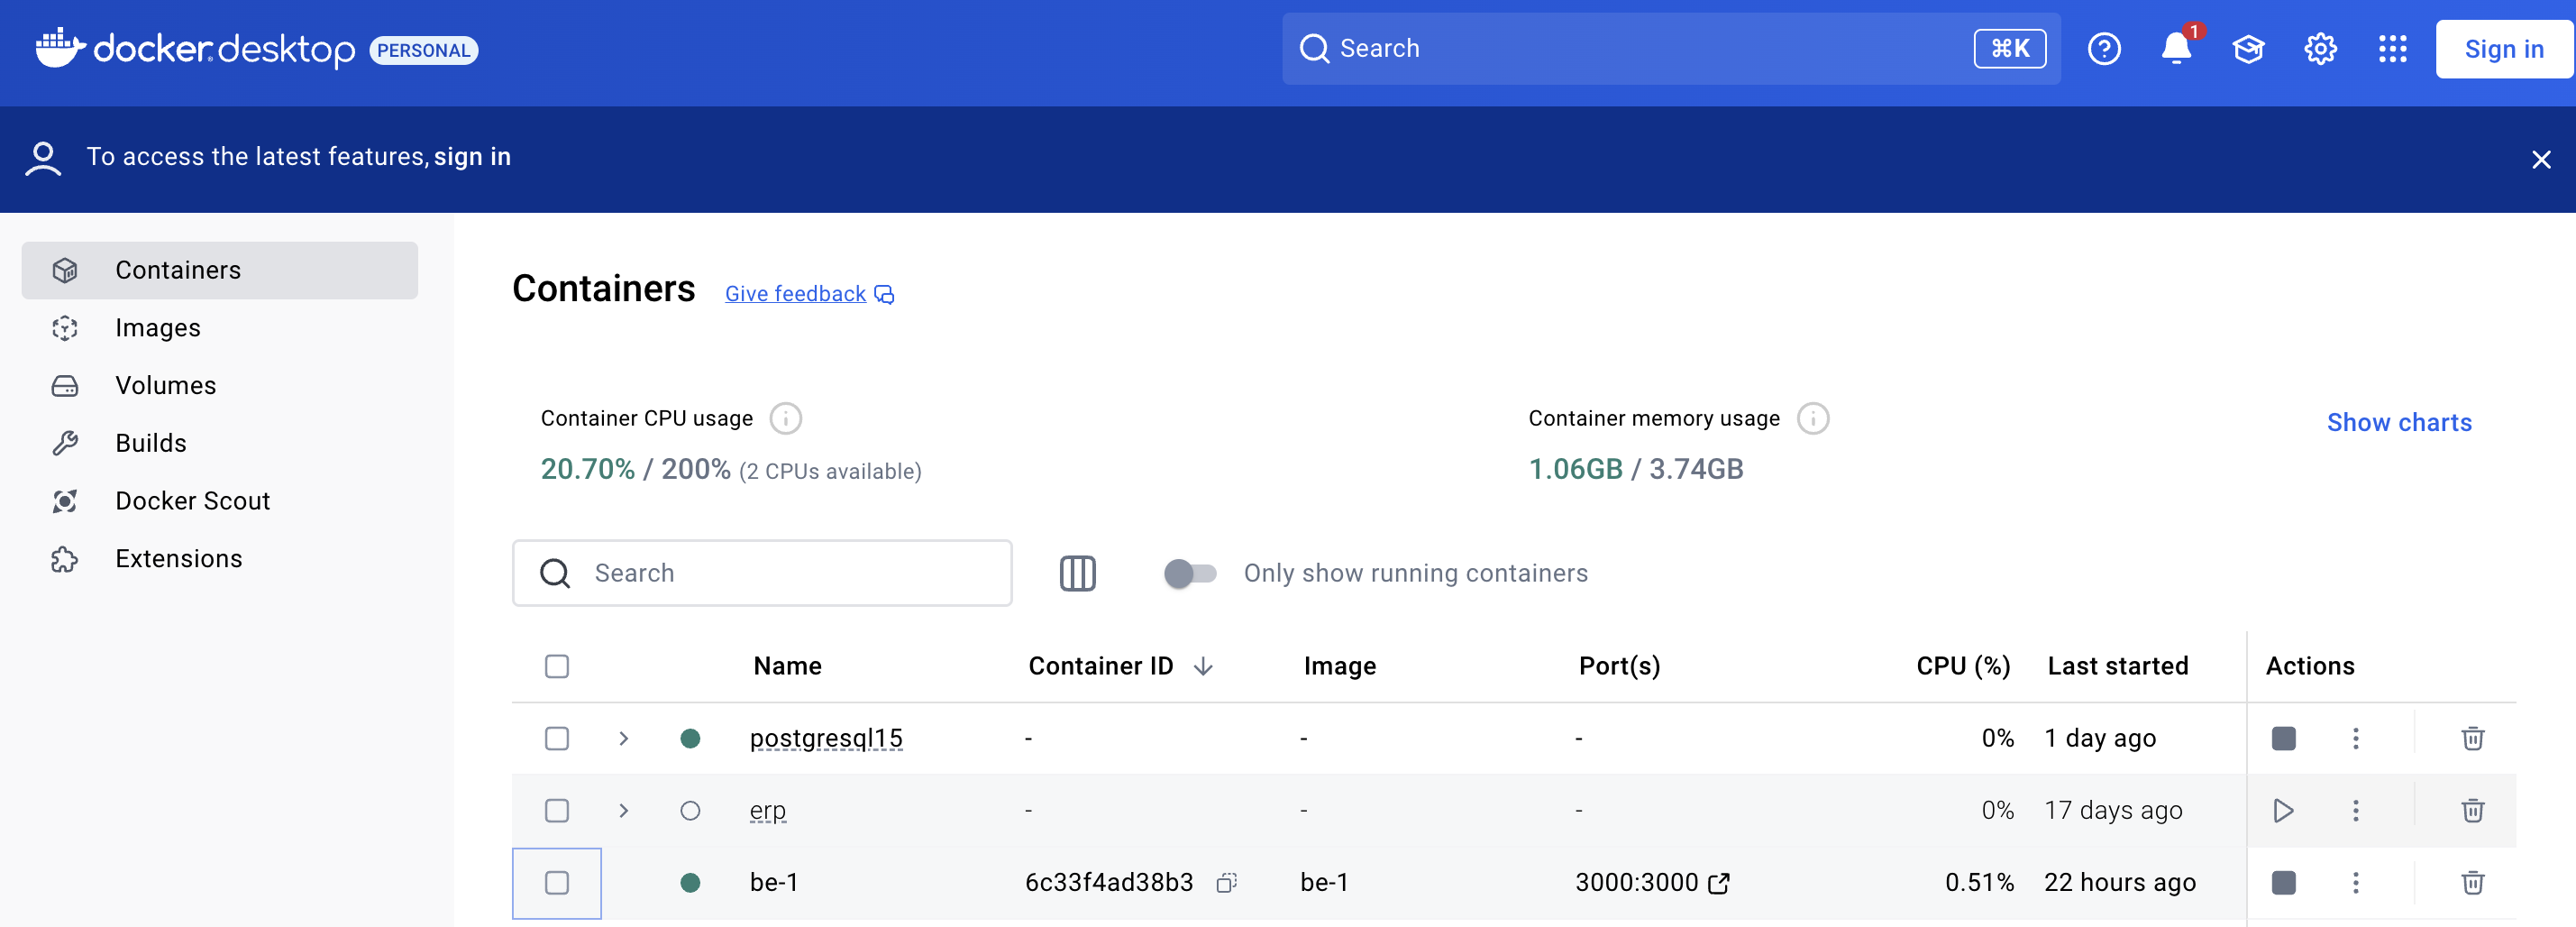 docker desktop PERSONAL
Search ⌘K
1
Sign in
To access the latest features, sign in
Containers
Images
Volumes
Builds
Docker Scout
Extensions
Containers Give feedback
Container CPU usage
20.70% / 200% (2 CPUs available)
Container memory usage
1.06GB / 3.74GB
Show charts
Search
Only show running containers
Name Container ID Image Port(s) CPU (%) Last started Actions
postgresql15 - - - 0% 1 day ago
erp - - - 0% 17 days ago
be-1 6c33f4ad38b3 be-1 3000:3000 0.51% 22 hours ago